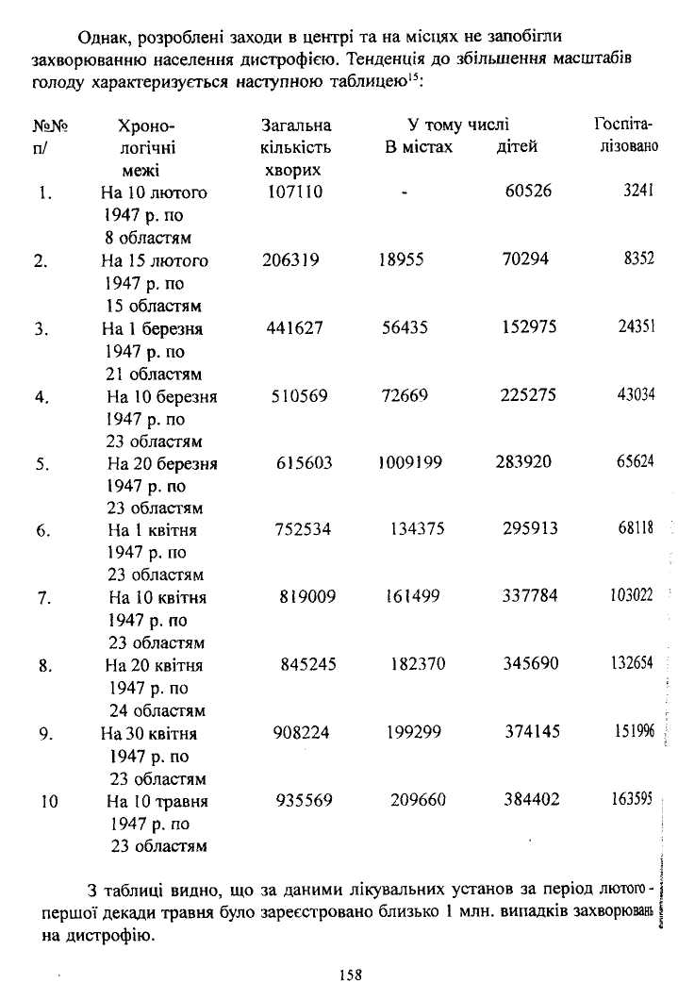 Однак, розроблені заходи в центрі та на місцях не запобігли
захворюванню населення дистрофією. Тенденція до збільшення масштабів
голоду характеризується наступною таблицею¹⁵:
№№ Хроно- Загальна У тому числі Госпіта-
п/ логічні кількість В містах дітей лізовано
межі хворих
1. На 10 лютого 107110 - 60526 3241
1947 р. по
8 областям
2. На 15 лютого 206319 18955 70294 8352
1947 р. по
15 областям
3. На 1 березня 441627 56435 152975 24351
1947 р. по
21 областям
4. На 10 березня 510569 72669 225275 43034
1947 р. по
23 областям
5. На 20 березня 615603 1009199 283920 65624
1947 р. по
23 областям
6. На 1 квітня 752534 134375 295913 68118
1947 р. по
23 областям
7. На 10 квітня 819009 161499 337784 103022
1947 р. по
23 областям
8. На 20 квітня 845245 182370 345690 132654
1947 р. по
24 областям
9. На 30 квітня 908224 199299 374145 151996
1947 р. по
23 областям
10 На 10 травня 935569 209660 384402 163595
1947 р. по
23 областям
З таблиці видно, що за даними лікувальних установ за період лютого -
першої декади травня було зареєстровано близько 1 млн. випадків захворювань
на дистрофію.
158